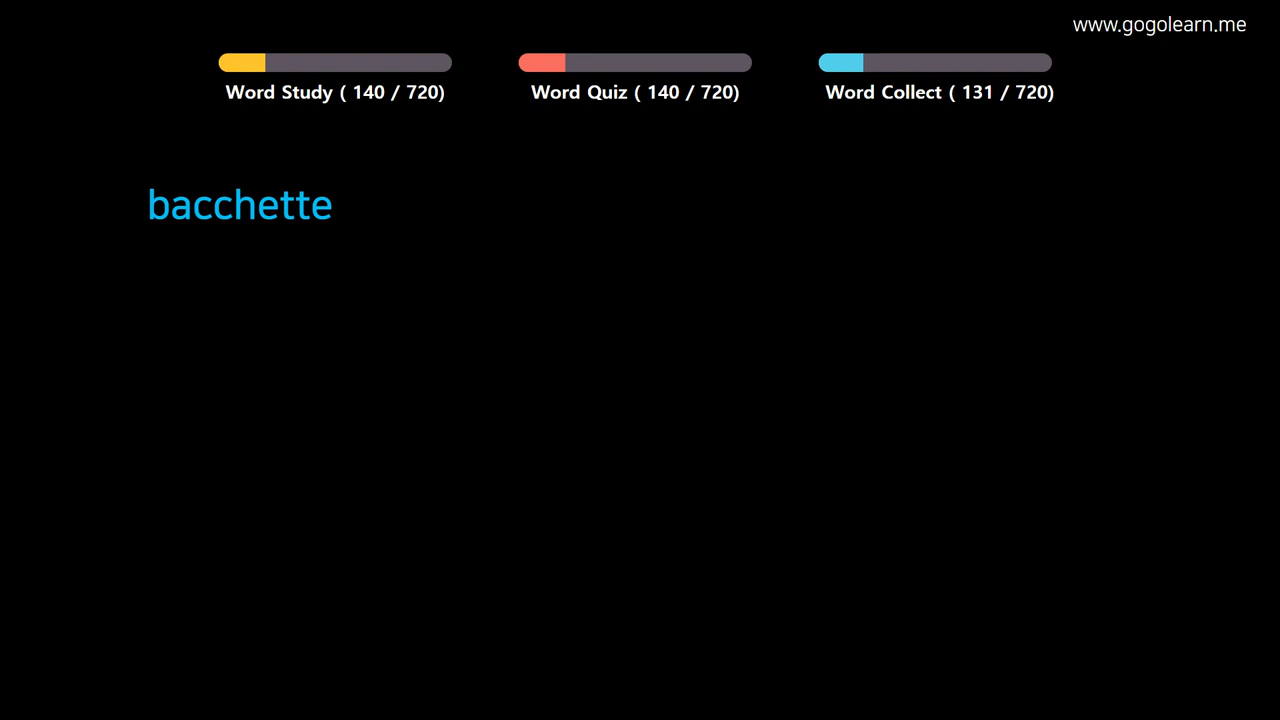 www.gogolearn.me
Word Study ( 140 / 720)
Word Quiz ( 140 / 720)
Word Collect ( 131 / 720)
bacchette